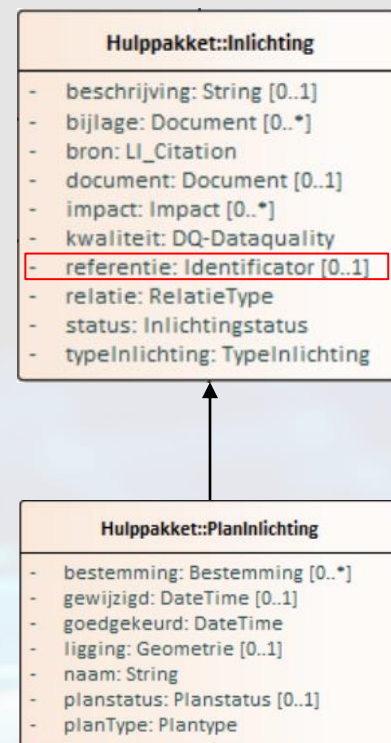 Hulppakket::Inlichting
- beschrijving: String [0..1]
- bijlage: Document [0..*]
- bron: LI_Citation
- document: Document [0..1]
- impact: Impact [0..*]
- kwaliteit: DQ-Dataquality
- referentie: Identificator [0..1]
- relatie: RelatieType
- status: Inlichtingstatus
- typeInlichting: TypeInlichting
Hulppakket::PlanInlichting
- bestemming: Bestemming [0..*]
- gewijzigd: DateTime [0..1]
- goedgekeurd: DateTime
- ligging: Geometrie [0..1]
- naam: String
- planstatus: Planstatus [0..1]
- planType: Plantype